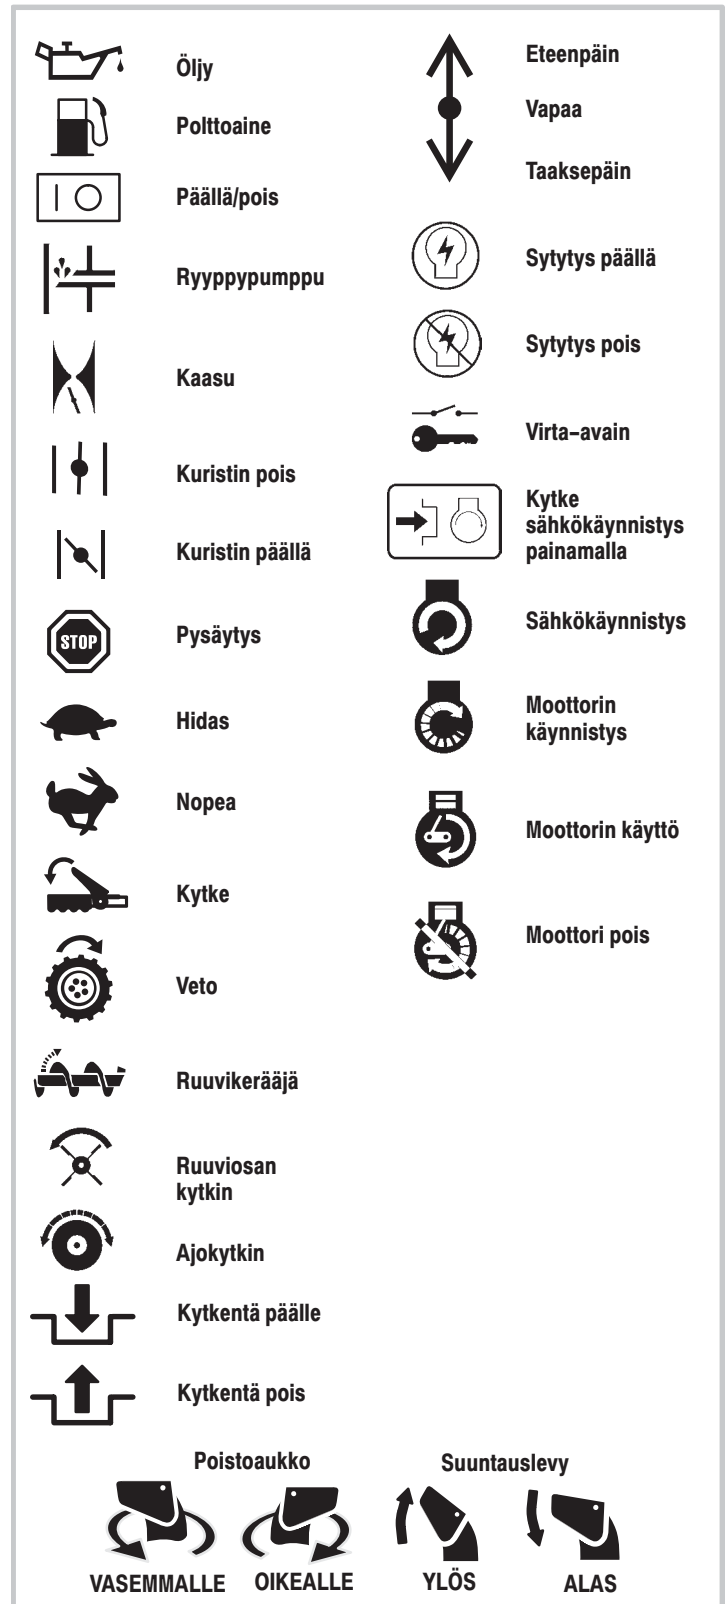 Öljy
Polttoaine
Päällä/pois
Ryyppypumppu
Kaasu
Kuristin pois
Kuristin päällä
STOP
Pysäytys
Hidas
Nopea
Kytke
Veto
Ruuvikerääjä
Ruuviosan
kytkin
Ajokytkin
Kytkentä päälle
Kytkentä pois
Eteenpäin
Vapaa
Taaksepäin
Sytytys päällä
Sytytys pois
Virta–avain
Kytke
sähkökäynnistys
painamalla
Sähkökäynnistys
Moottorin
käynnistys
Moottorin käyttö
Moottori pois
Poistoaukko
Suuntauslevy
VASEMMALLE
OIKEALLE
YLÖS
ALAS